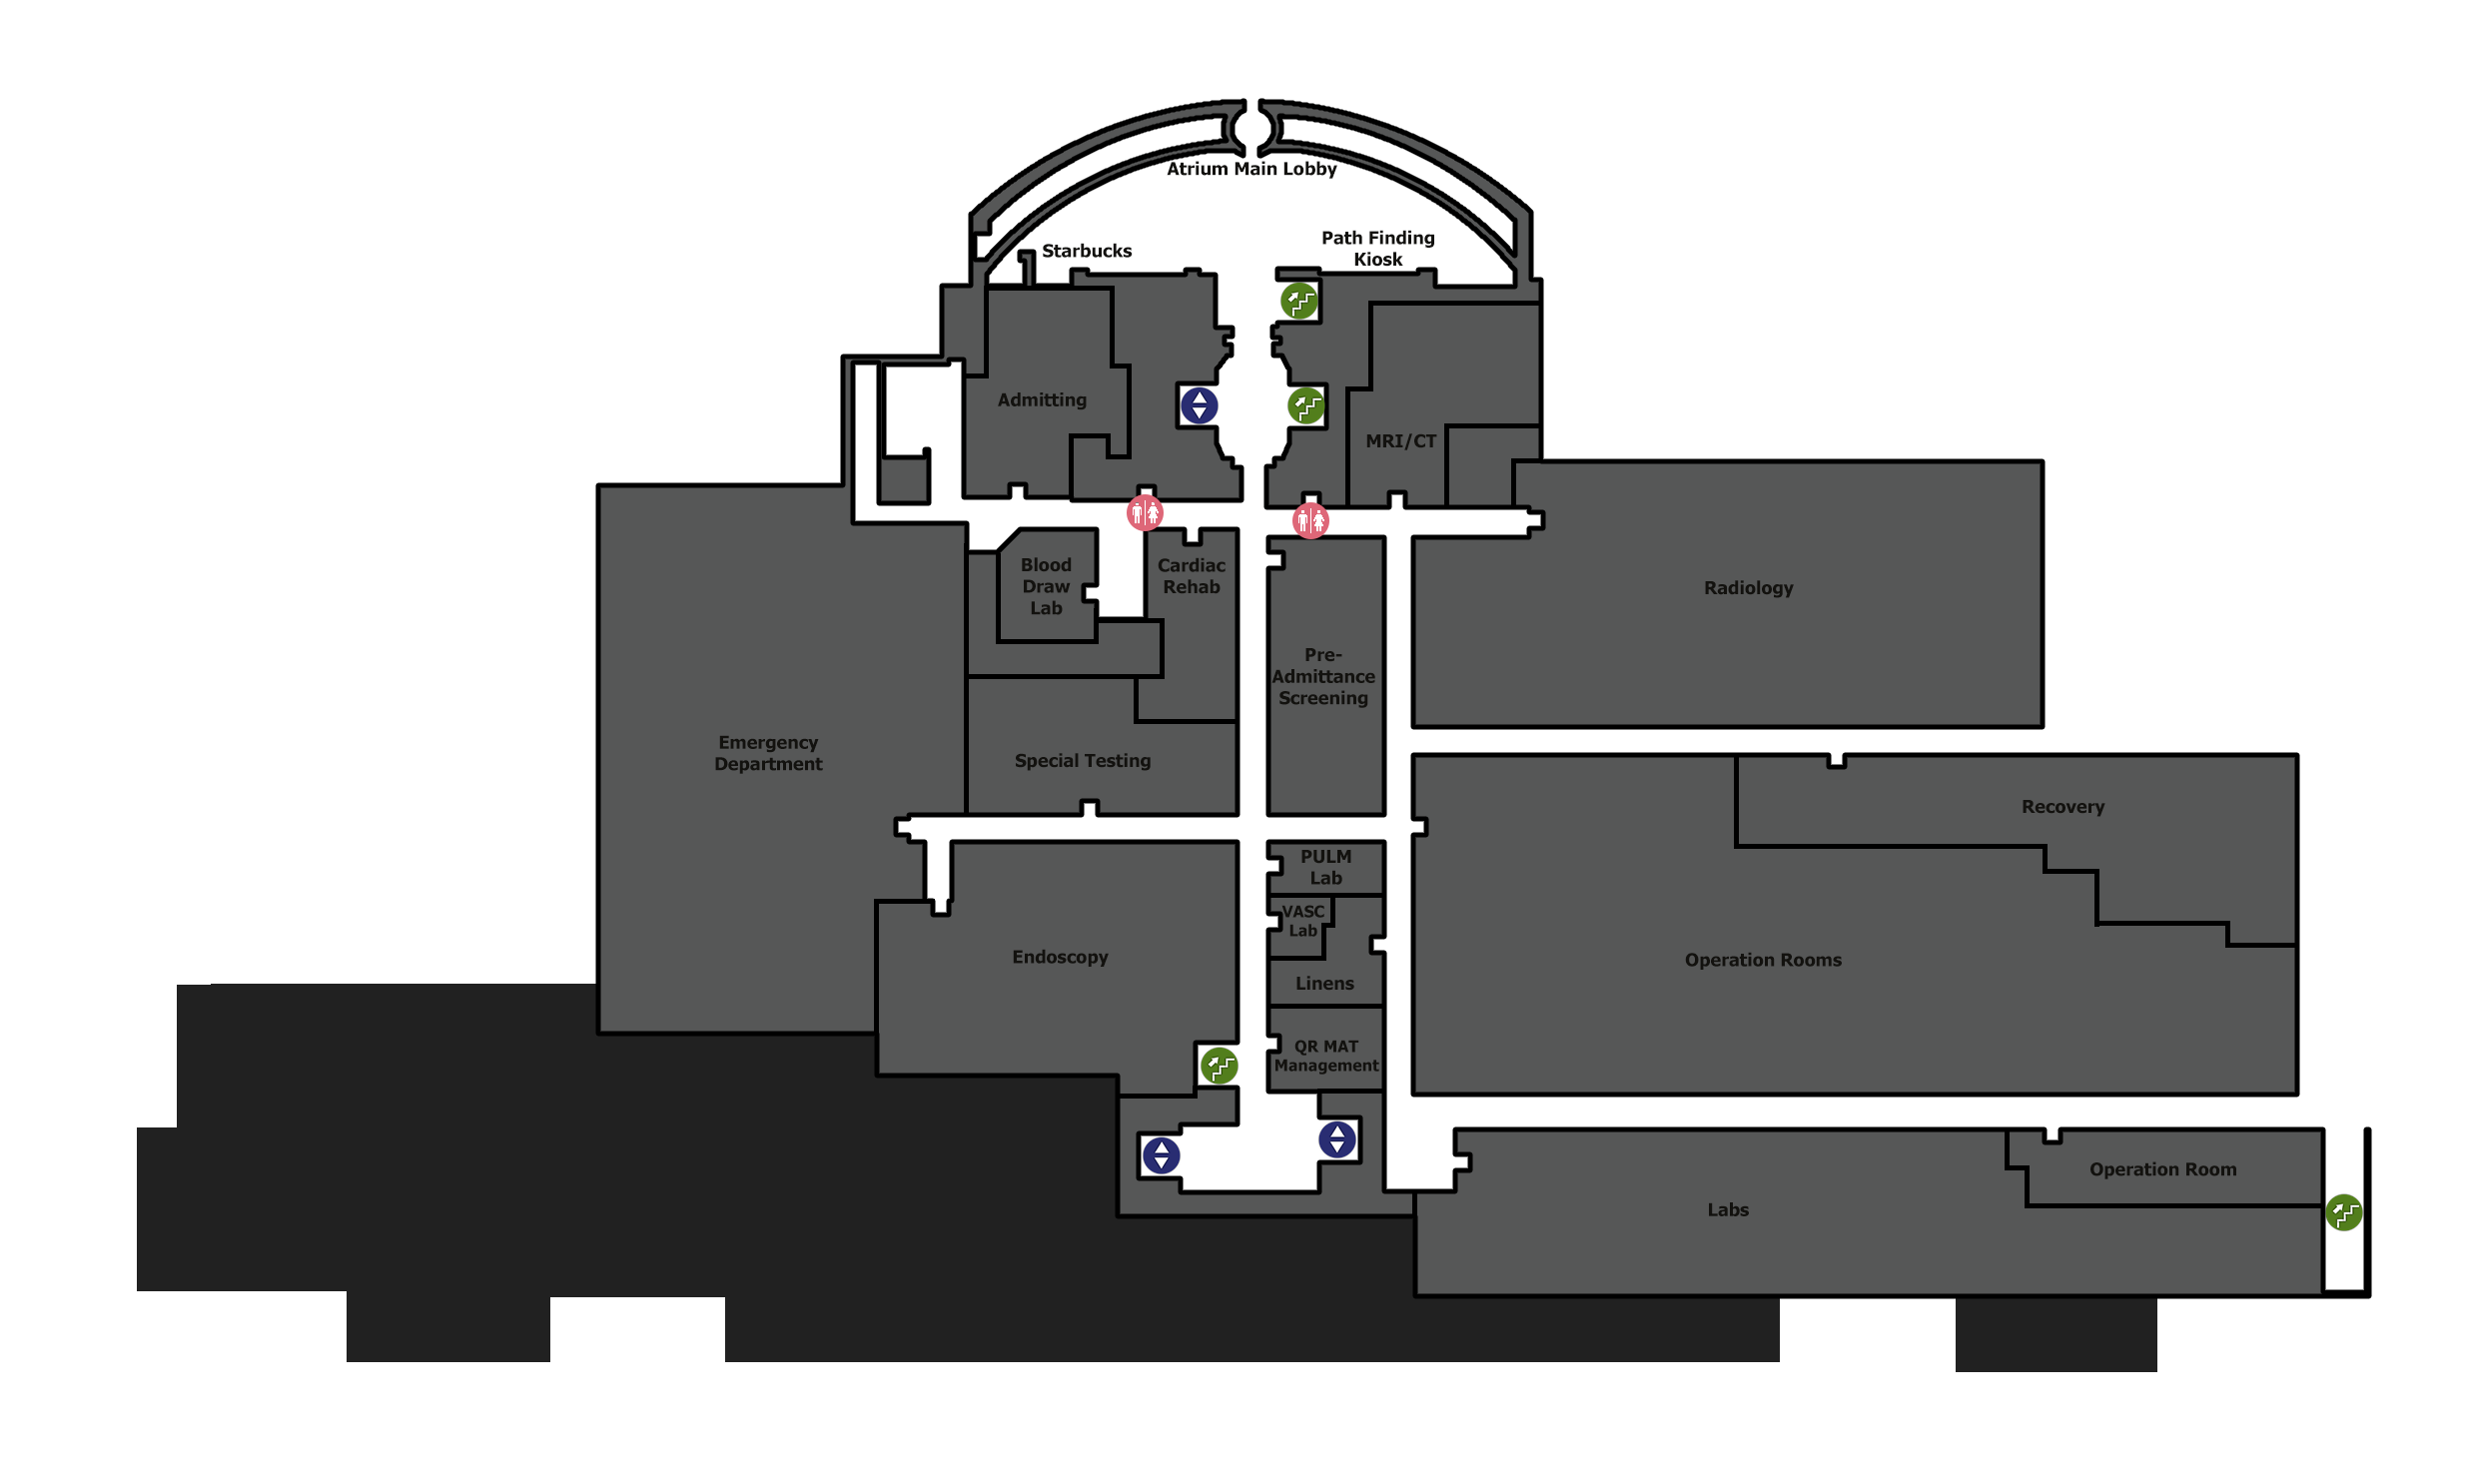 Atrium Main Lobby
Starbucks
Path Finding
Kiosk
Admitting
MRI/CT
Blood
Draw
Lab
Cardiac
Rehab
Radiology
Pre-
Admittance
Screening
Emergency
Department
Special Testing
Recovery
PULM
Lab
VASC
Lab
Endoscopy
Operation Rooms
Linens
QR MAT
Management
Operation Room
Labs